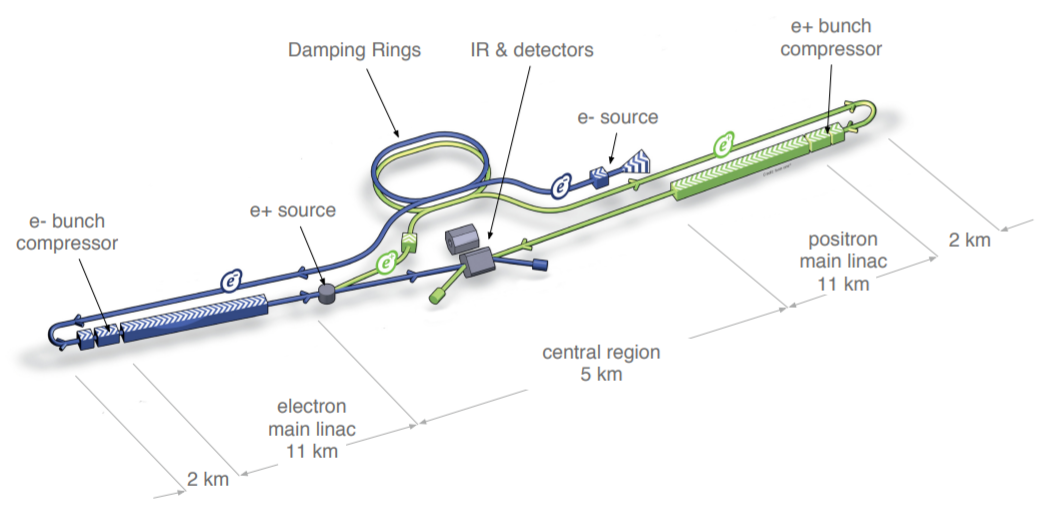 e+ bunch
compressor
Damping Rings
IR & detectors
e- source
e+
e-
e+ source
e- bunch
compressor
e+
e-
positron
main linac
11 km
2 km
central region
5 km
electron
main linac
11 km
2 km